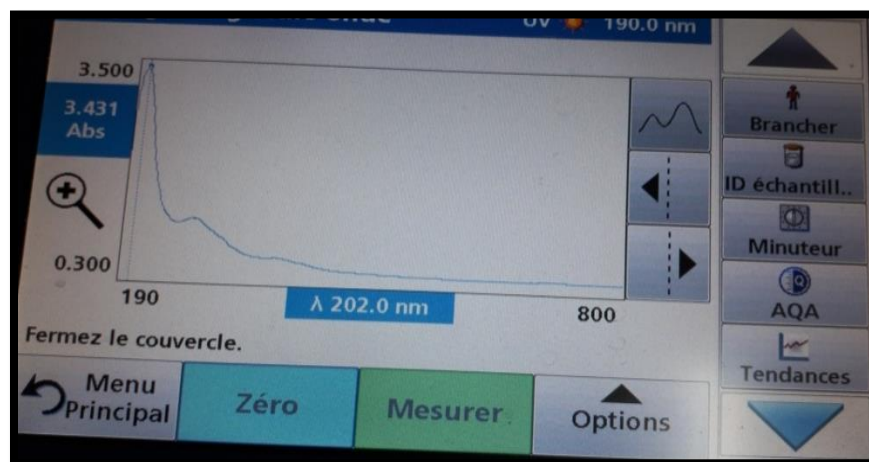 UV 190.0 nm
3.500
3.431
Abs
0.300
190
λ 202.0 nm
800
Fermez le couvercle.
Menu
Principal
Zéro
Mesurer
Options
Brancher
ID échantill..
Minuteur
AQA
Tendances